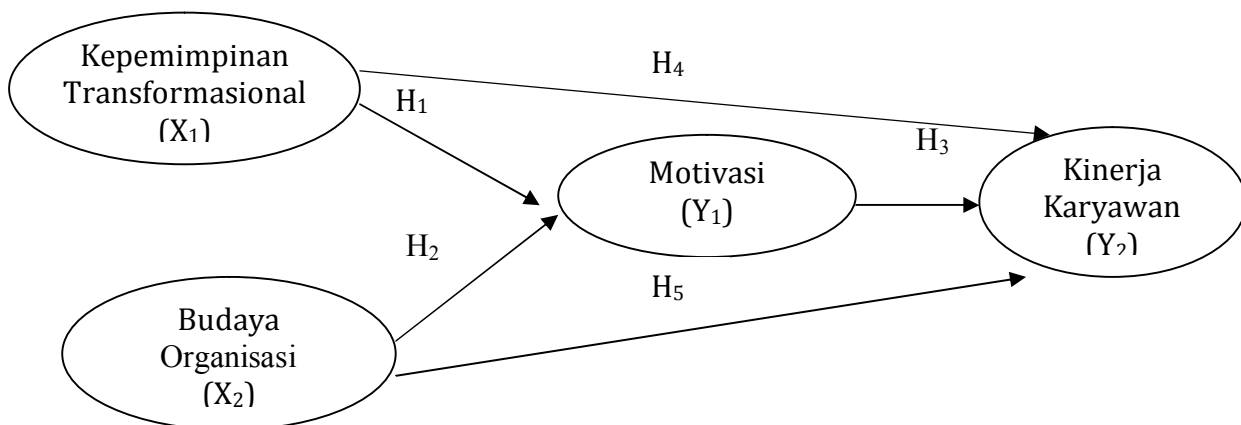 Kepemimpinan
Transformasional
(X₁)
H₄
H₁
H₃
Motivasi
(Y₁)
Kinerja
Karyawan
(Y₂)
H₂
H₅
Budaya
Organisasi
(X₂)